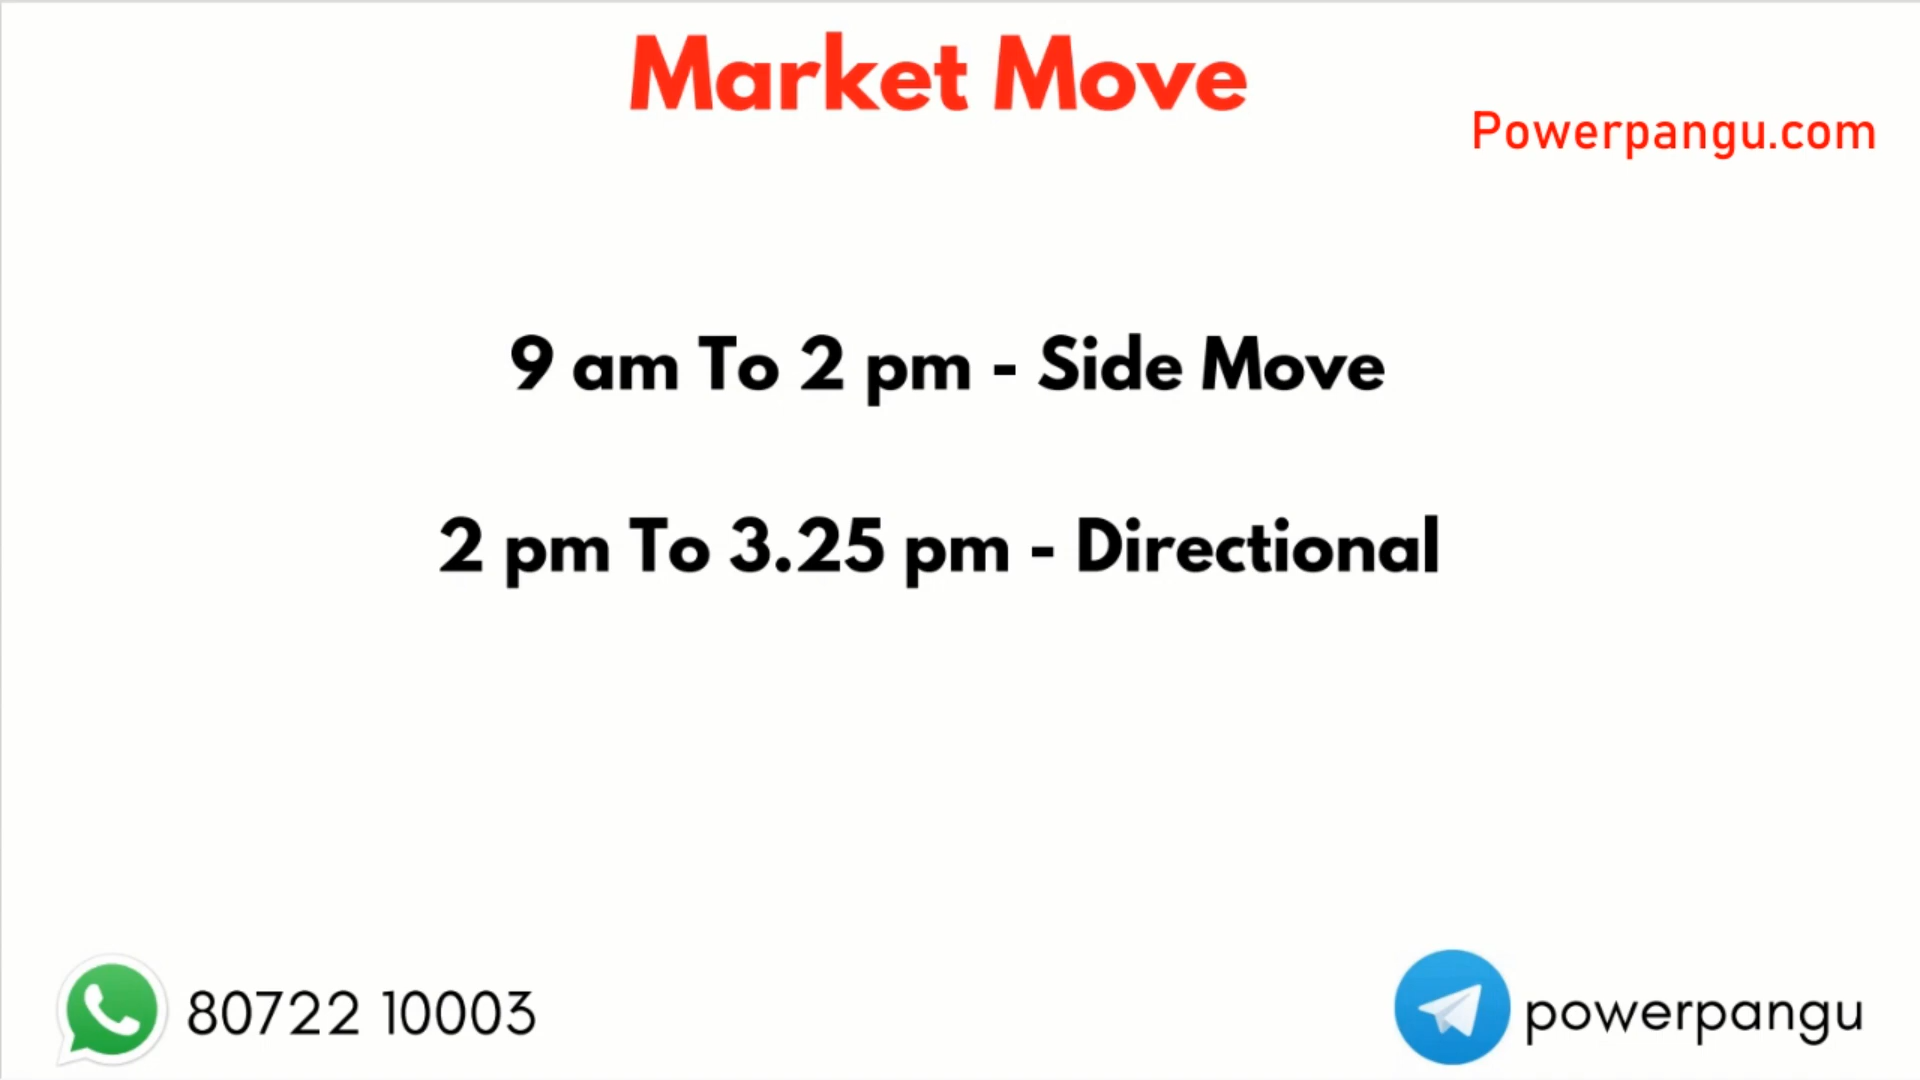 Market Move
Powerpangu.com
9 am To 2 pm - Side Move
2 pm To 3.25 pm - Directional
80722 10003
powerpangu